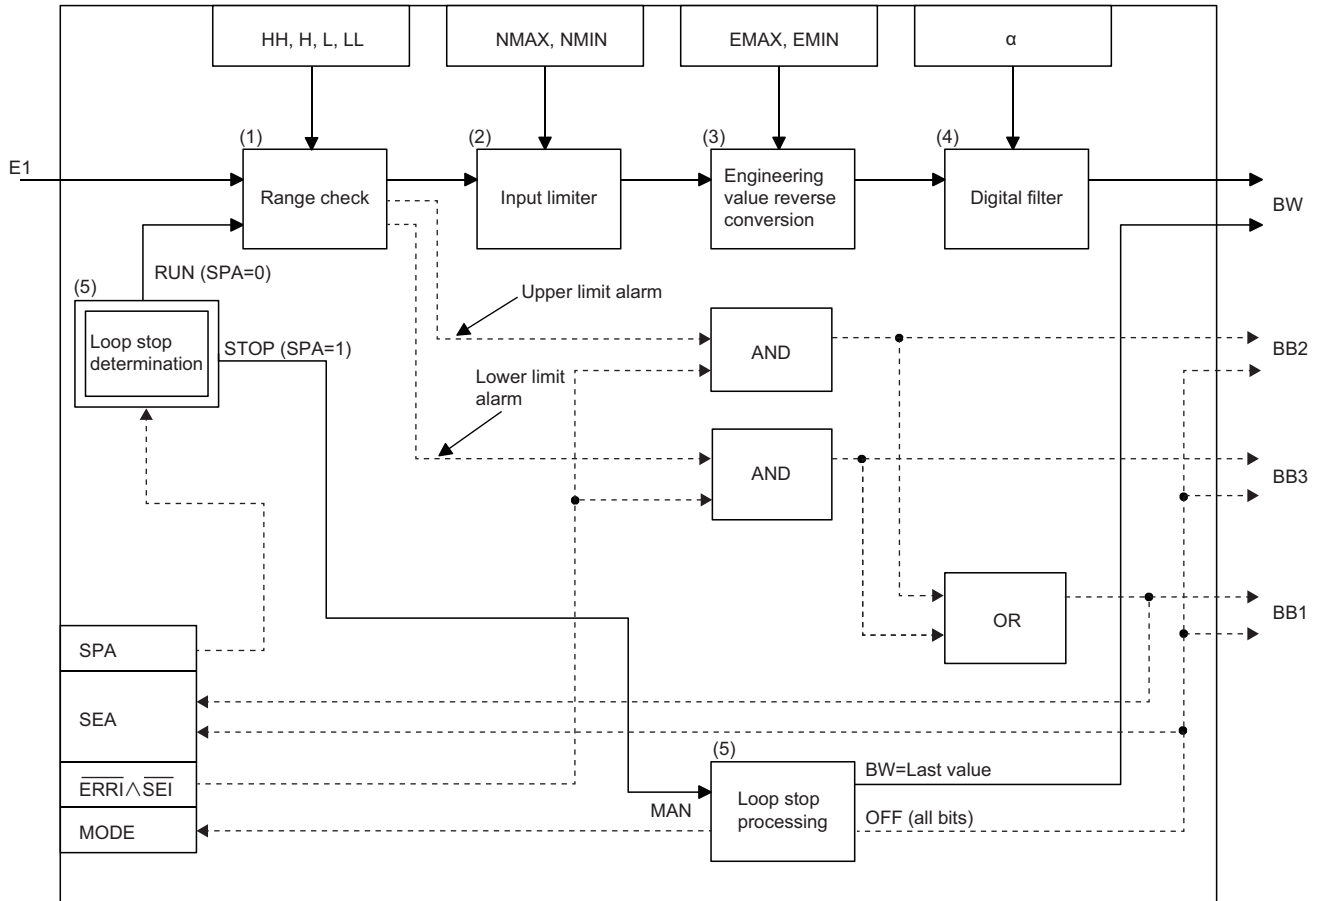 HH, H, L, LL
NMAX, NMIN
EMAX, EMIN
α
(1)
(2)
(3)
(4)
E1
Range check
Input limiter
Engineering
value reverse
conversion
Digital filter
BW
RUN (SPA=0)
(5)
Loop stop
determination
STOP (SPA=1)
Upper limit alarm
AND
BB2
Lower limit
alarm
AND
BB3
OR
BB1
SPA
SEA
E̅R̅R̅I̅∧S̅E̅I̅
MODE
(5)
MAN
Loop stop
processing
BW=Last value
OFF (all bits)